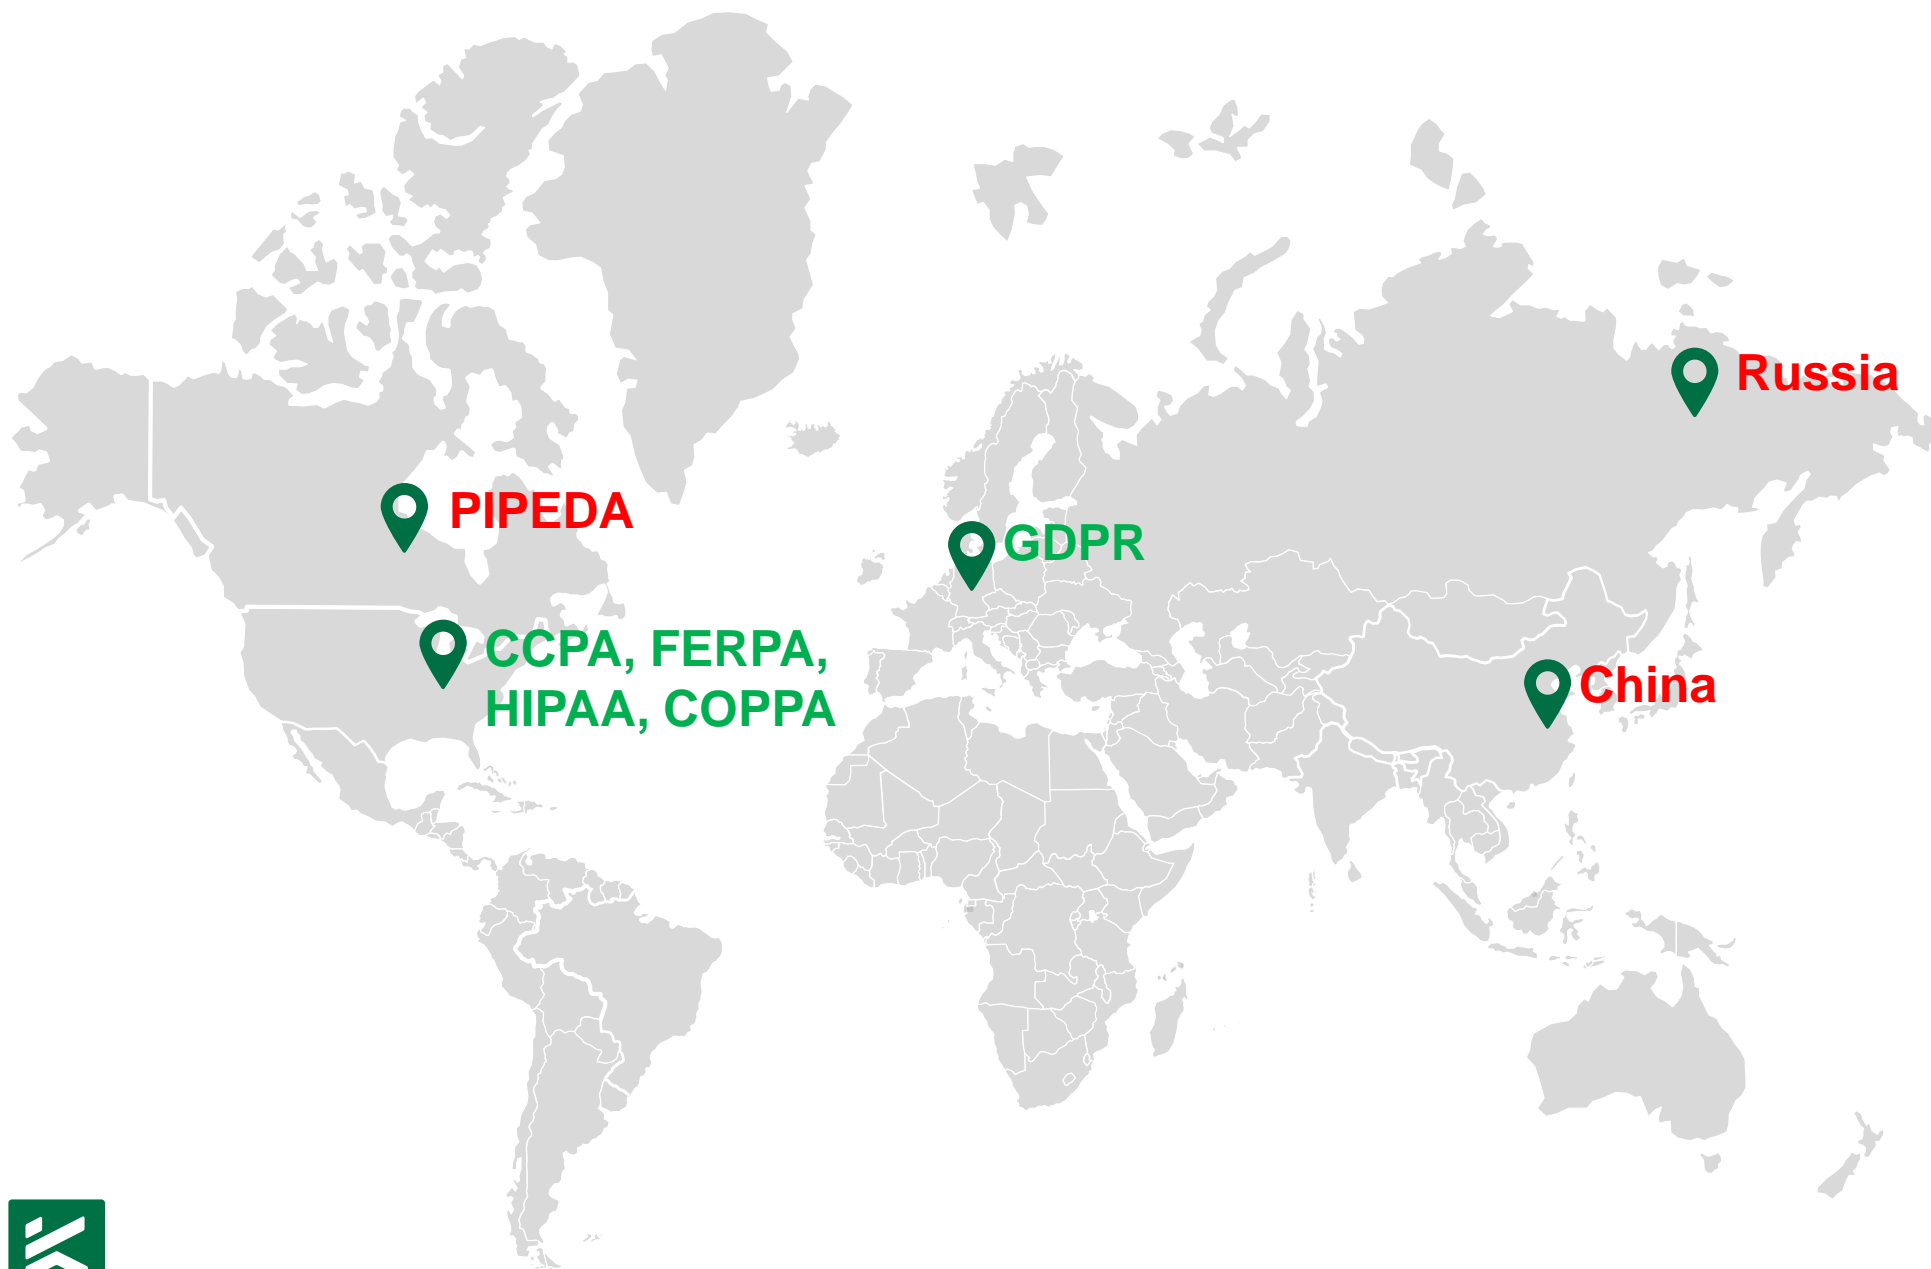 Russia
PIPEDA
GDPR
CCPA, FERPA,
HIPAA, COPPA
China